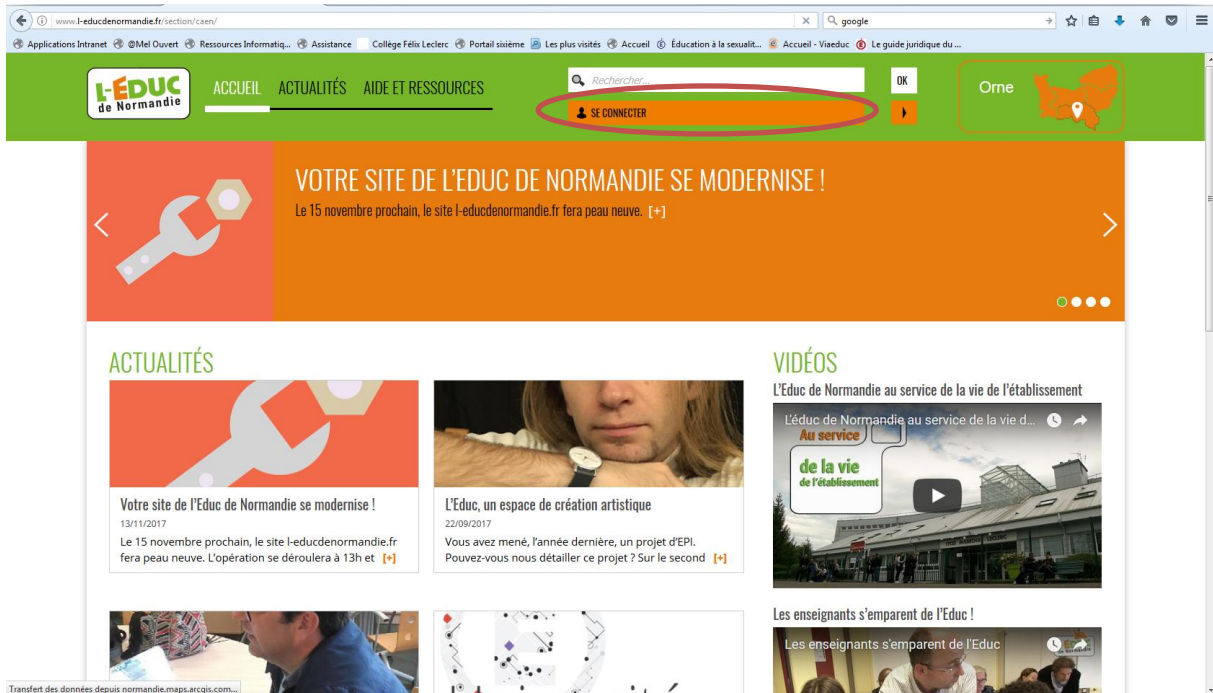 www.l-educdenormandie.fr/section/caen/
google
Applications Intranet @Mel Ouvert Ressources Informatiq... Assistance Collège Félix Leclerc Portail sixième Les plus visités Accueil Éducation à la sexualit... Accueil - Viaeduc Le guide juridique du ...
L-ÉDUC
de Normandie
ACCUEIL ACTUALITÉS AIDE ET RESSOURCES
Rechercher...
OK
SE CONNECTER
Orne
VOTRE SITE DE L'EDUC DE NORMANDIE SE MODERNISE !
Le 15 novembre prochain, le site l-educdenormandie.fr fera peau neuve. [+]
ACTUALITÉS
Votre site de l'Educ de Normandie se modernise !
13/11/2017
Le 15 novembre prochain, le site l-educdenormandie.fr
fera peau neuve. L'opération se déroulera à 13h et [+]
L'Educ, un espace de création artistique
22/09/2017
Vous avez mené, l'année dernière, un projet d'EPI.
Pouvez-vous nous détailler ce projet ? Sur le second [+]
VIDÉOS
L'Educ de Normandie au service de la vie de l'établissement
L'éduc de Normandie au service de la vie d...
Au service
de la vie
de l'établissement
Les enseignants s'emparent de l'Educ !
Les enseignants s'emparent de l'Educ
Transfert des données depuis normandie.maps.arcgis.com...